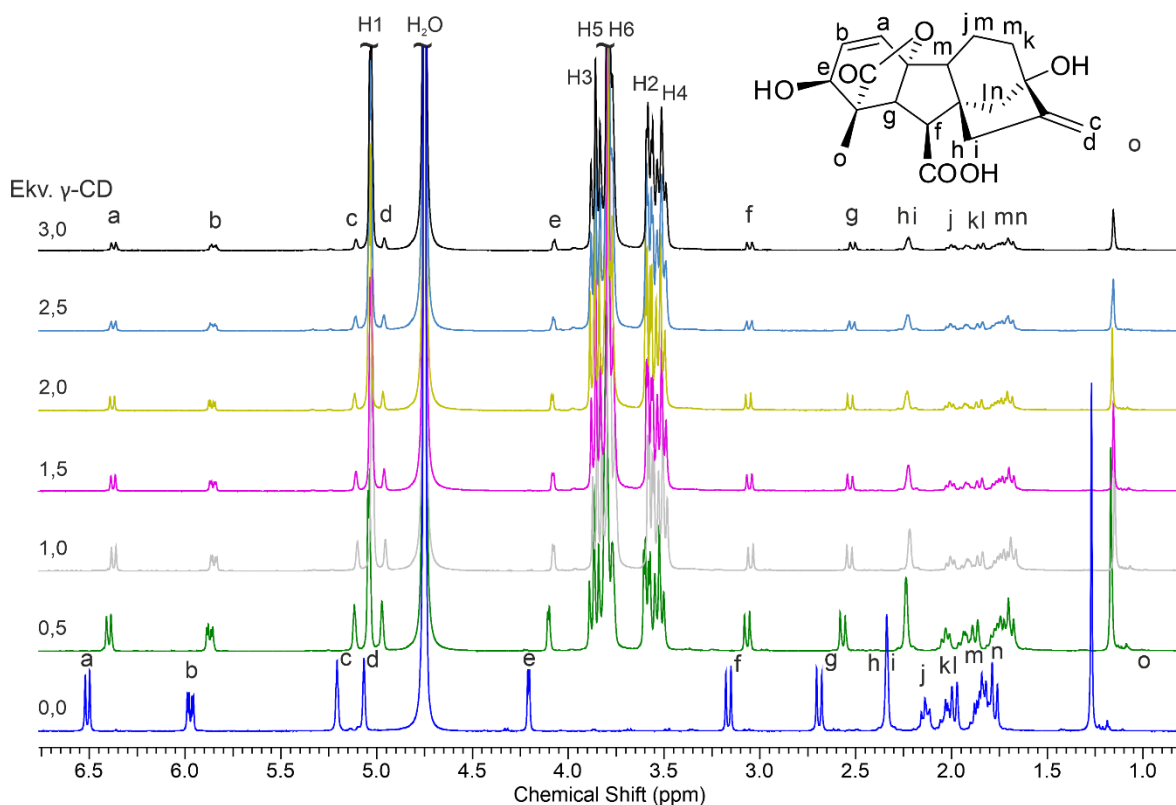 H1 H₂O H5 H6
H3 H2 H4
a O j m m
b m k
e OC OH
HO g f ln c
h i d
o COOH
o
Ekv. γ-CD
a b c d e f g hi j kl mn
3,0
2,5
2,0
1,5
1,0
0,5
a b c d e f g h i j kl m n o
0,0
6.5 6.0 5.5 5.0 4.5 4.0 3.5 3.0 2.5 2.0 1.5 1.0
Chemical Shift (ppm)